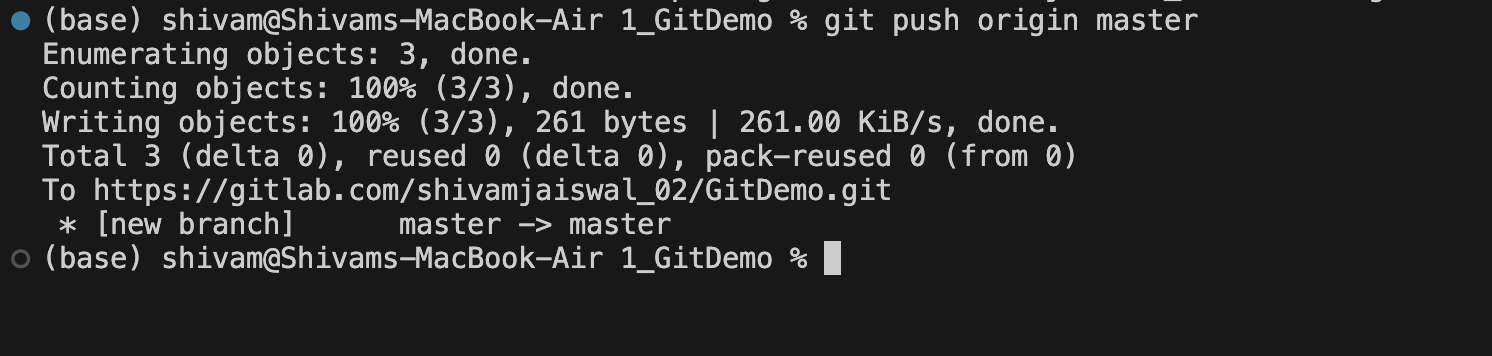 (base) shivam@Shivams-MacBook-Air 1_GitDemo % git push origin master
Enumerating objects: 3, done.
Counting objects: 100% (3/3), done.
Writing objects: 100% (3/3), 261 bytes | 261.00 KiB/s, done.
Total 3 (delta 0), reused 0 (delta 0), pack-reused 0 (from 0)
To https://gitlab.com/shivamjaiswal_02/GitDemo.git
 * [new branch]      master -> master
(base) shivam@Shivams-MacBook-Air 1_GitDemo %